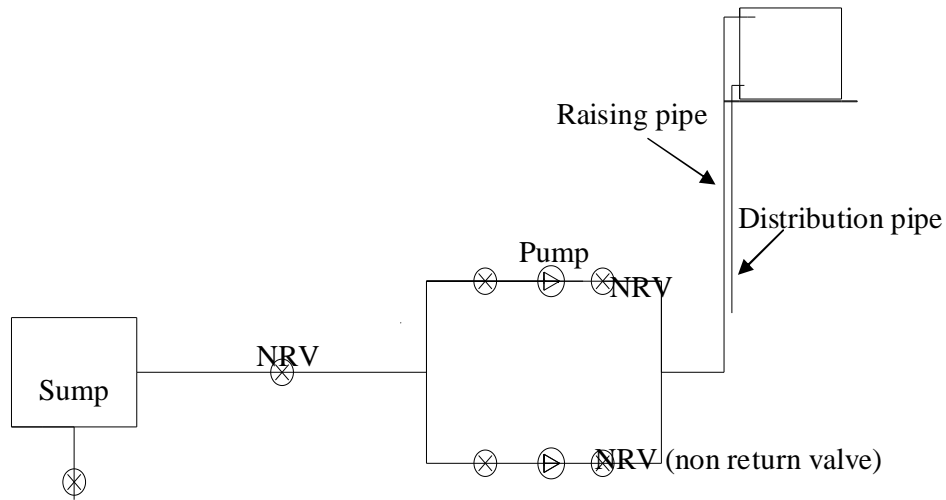 Raising pipe
Distribution pipe
Pump
NRV
NRV
Sump
NRV (non return valve)